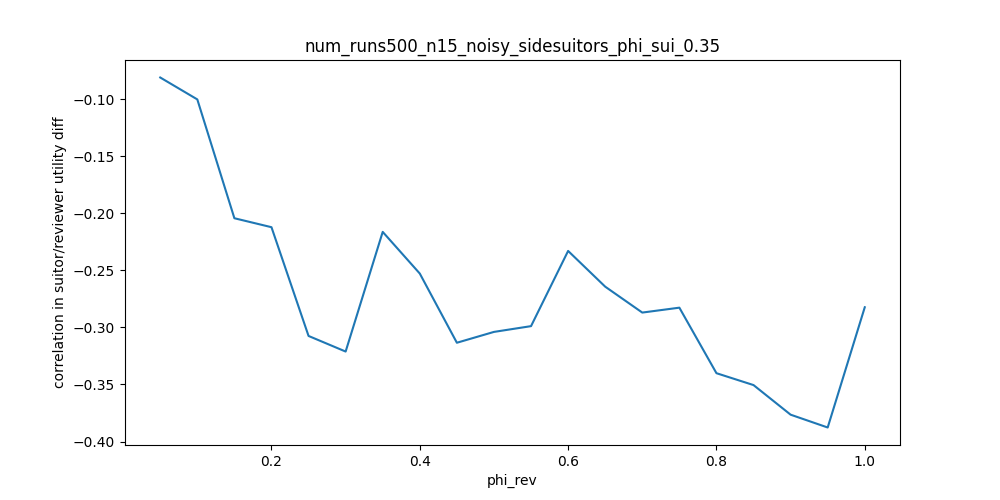 num_runs500_n15_noisy_sidesuitors_phi_sui_0.35
correlation in suitor/reviewer utility diff
−0.10
−0.15
−0.20
−0.25
−0.30
−0.35
−0.40
0.2 0.4 0.6 0.8 1.0
phi_rev